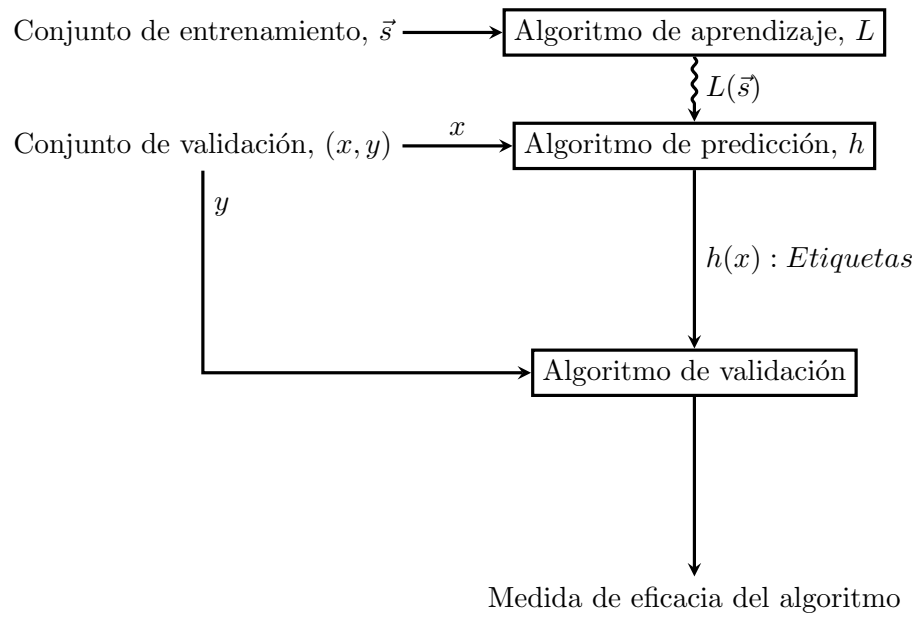 Conjunto de entrenamiento, $\vec{s}$
Algoritmo de aprendizaje, $L$
$L(\vec{s})$
Conjunto de validación, $(x, y)$
$x$
Algoritmo de predicción, $h$
$y$
$h(x) : Etiquetas$
Algoritmo de validación
Medida de eficacia del algoritmo